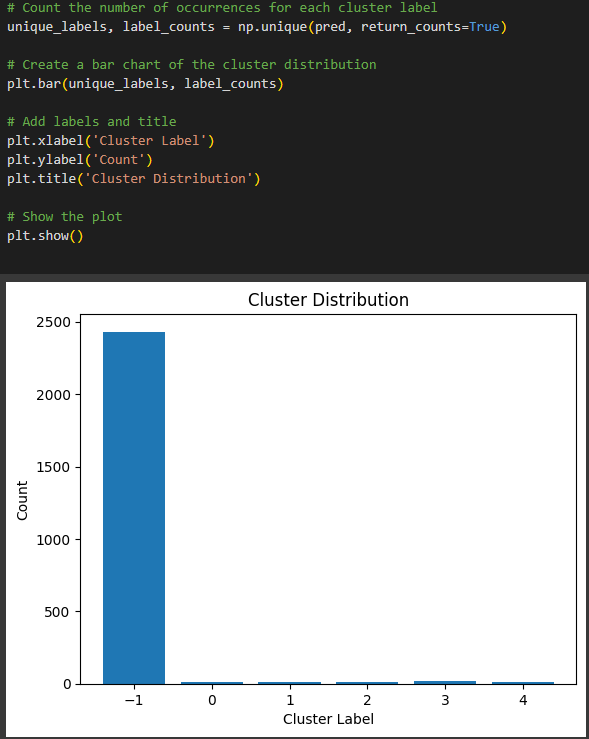 # Count the number of occurrences for each cluster label
unique_labels, label_counts = np.unique(pred, return_counts=True)
# Create a bar chart of the cluster distribution
plt.bar(unique_labels, label_counts)
# Add labels and title
plt.xlabel('Cluster Label')
plt.ylabel('Count')
plt.title('Cluster Distribution')
# Show the plot
plt.show()
Cluster Distribution
2500
2000
1500
1000
500
0
Count
−1 0 1 2 3 4
Cluster Label